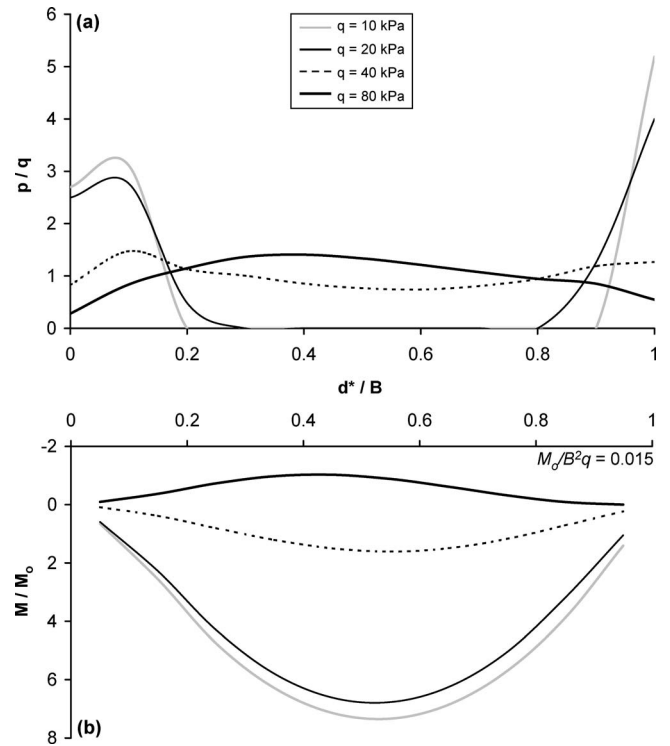 6
(a)
q = 10 kPa
q = 20 kPa
q = 40 kPa
q = 80 kPa
5
4
3
2
1
0
p / q
0 0.2 0.4 0.6 0.8 1
d* / B
0 0.2 0.4 0.6 0.8 1
-2
Mₒ/B²q = 0.015
0
2
4
6
8
M / Mₒ
(b)